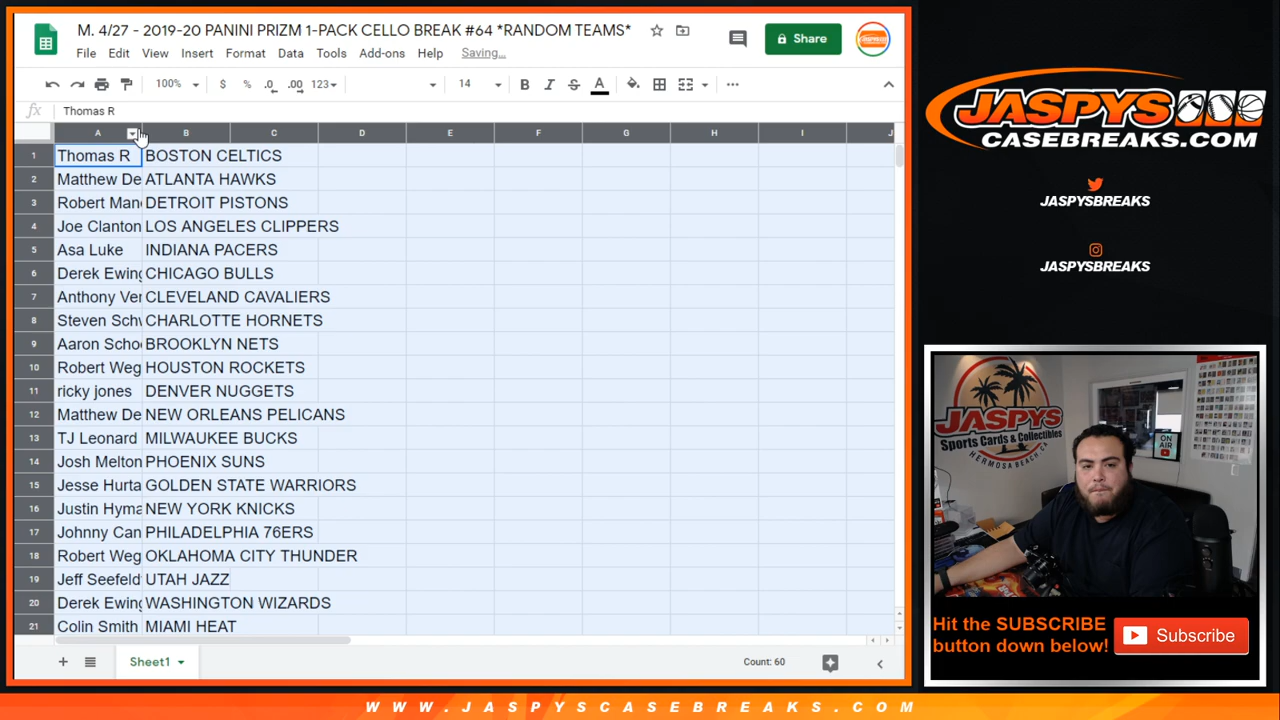 M. 4/27 - 2019-20 PANINI PRIZM 1-PACK CELLO BREAK #64 *RANDOM TEAMS*
File Edit View Insert Format Data Tools Add-ons Help Saving...
Share
100% $ % .0 .00 123 14 B I S A
fx Thomas R
A B C D E F G H I J
1 Thomas R BOSTON CELTICS
2 Matthew De ATLANTA HAWKS
3 Robert Man DETROIT PISTONS
4 Joe Clanton LOS ANGELES CLIPPERS
5 Asa Luke INDIANA PACERS
6 Derek Ewing CHICAGO BULLS
7 Anthony Ver CLEVELAND CAVALIERS
8 Steven Schv CHARLOTTE HORNETS
9 Aaron Schoe BROOKLYN NETS
10 Robert Weg HOUSTON ROCKETS
11 ricky jones DENVER NUGGETS
12 Matthew De NEW ORLEANS PELICANS
13 TJ Leonard MILWAUKEE BUCKS
14 Josh Melton PHOENIX SUNS
15 Jesse Hurta GOLDEN STATE WARRIORS
16 Justin Hyma NEW YORK KNICKS
17 Johnny Can PHILADELPHIA 76ERS
18 Robert Weg OKLAHOMA CITY THUNDER
19 Jeff Seefeld UTAH JAZZ
20 Derek Ewing WASHINGTON WIZARDS
21 Colin Smith MIAMI HEAT
Sheet1
Count: 60
JASPYS
CASEBREAKS.COM
JASPYSBREAKS
JASPYSBREAKS
JASPYS
Sports Cards & Collectibles
HERMOSA BEACH, CA
ON
AIR
Hit the SUBSCRIBE
button down below!
Subscribe
WWW.JASPYSCASEBREAKS.COM